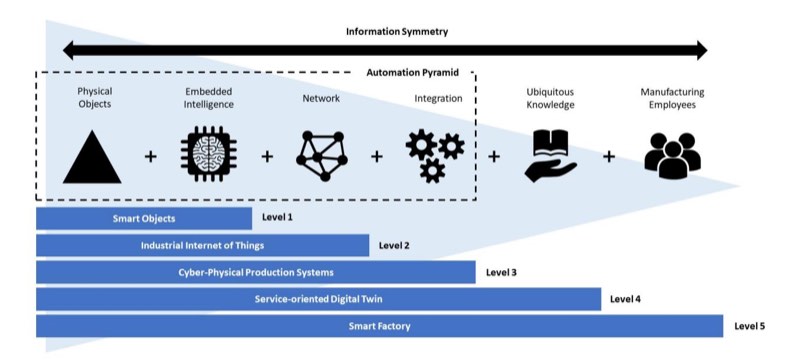 Information Symmetry
Automation Pyramid
Physical
Objects
Embedded
Intelligence
Network
Integration
Ubiquitous
Knowledge
Manufacturing
Employees
+ + + + +
Smart Objects Level 1
Industrial Internet of Things Level 2
Cyber-Physical Production Systems Level 3
Service-oriented Digital Twin Level 4
Smart Factory Level 5